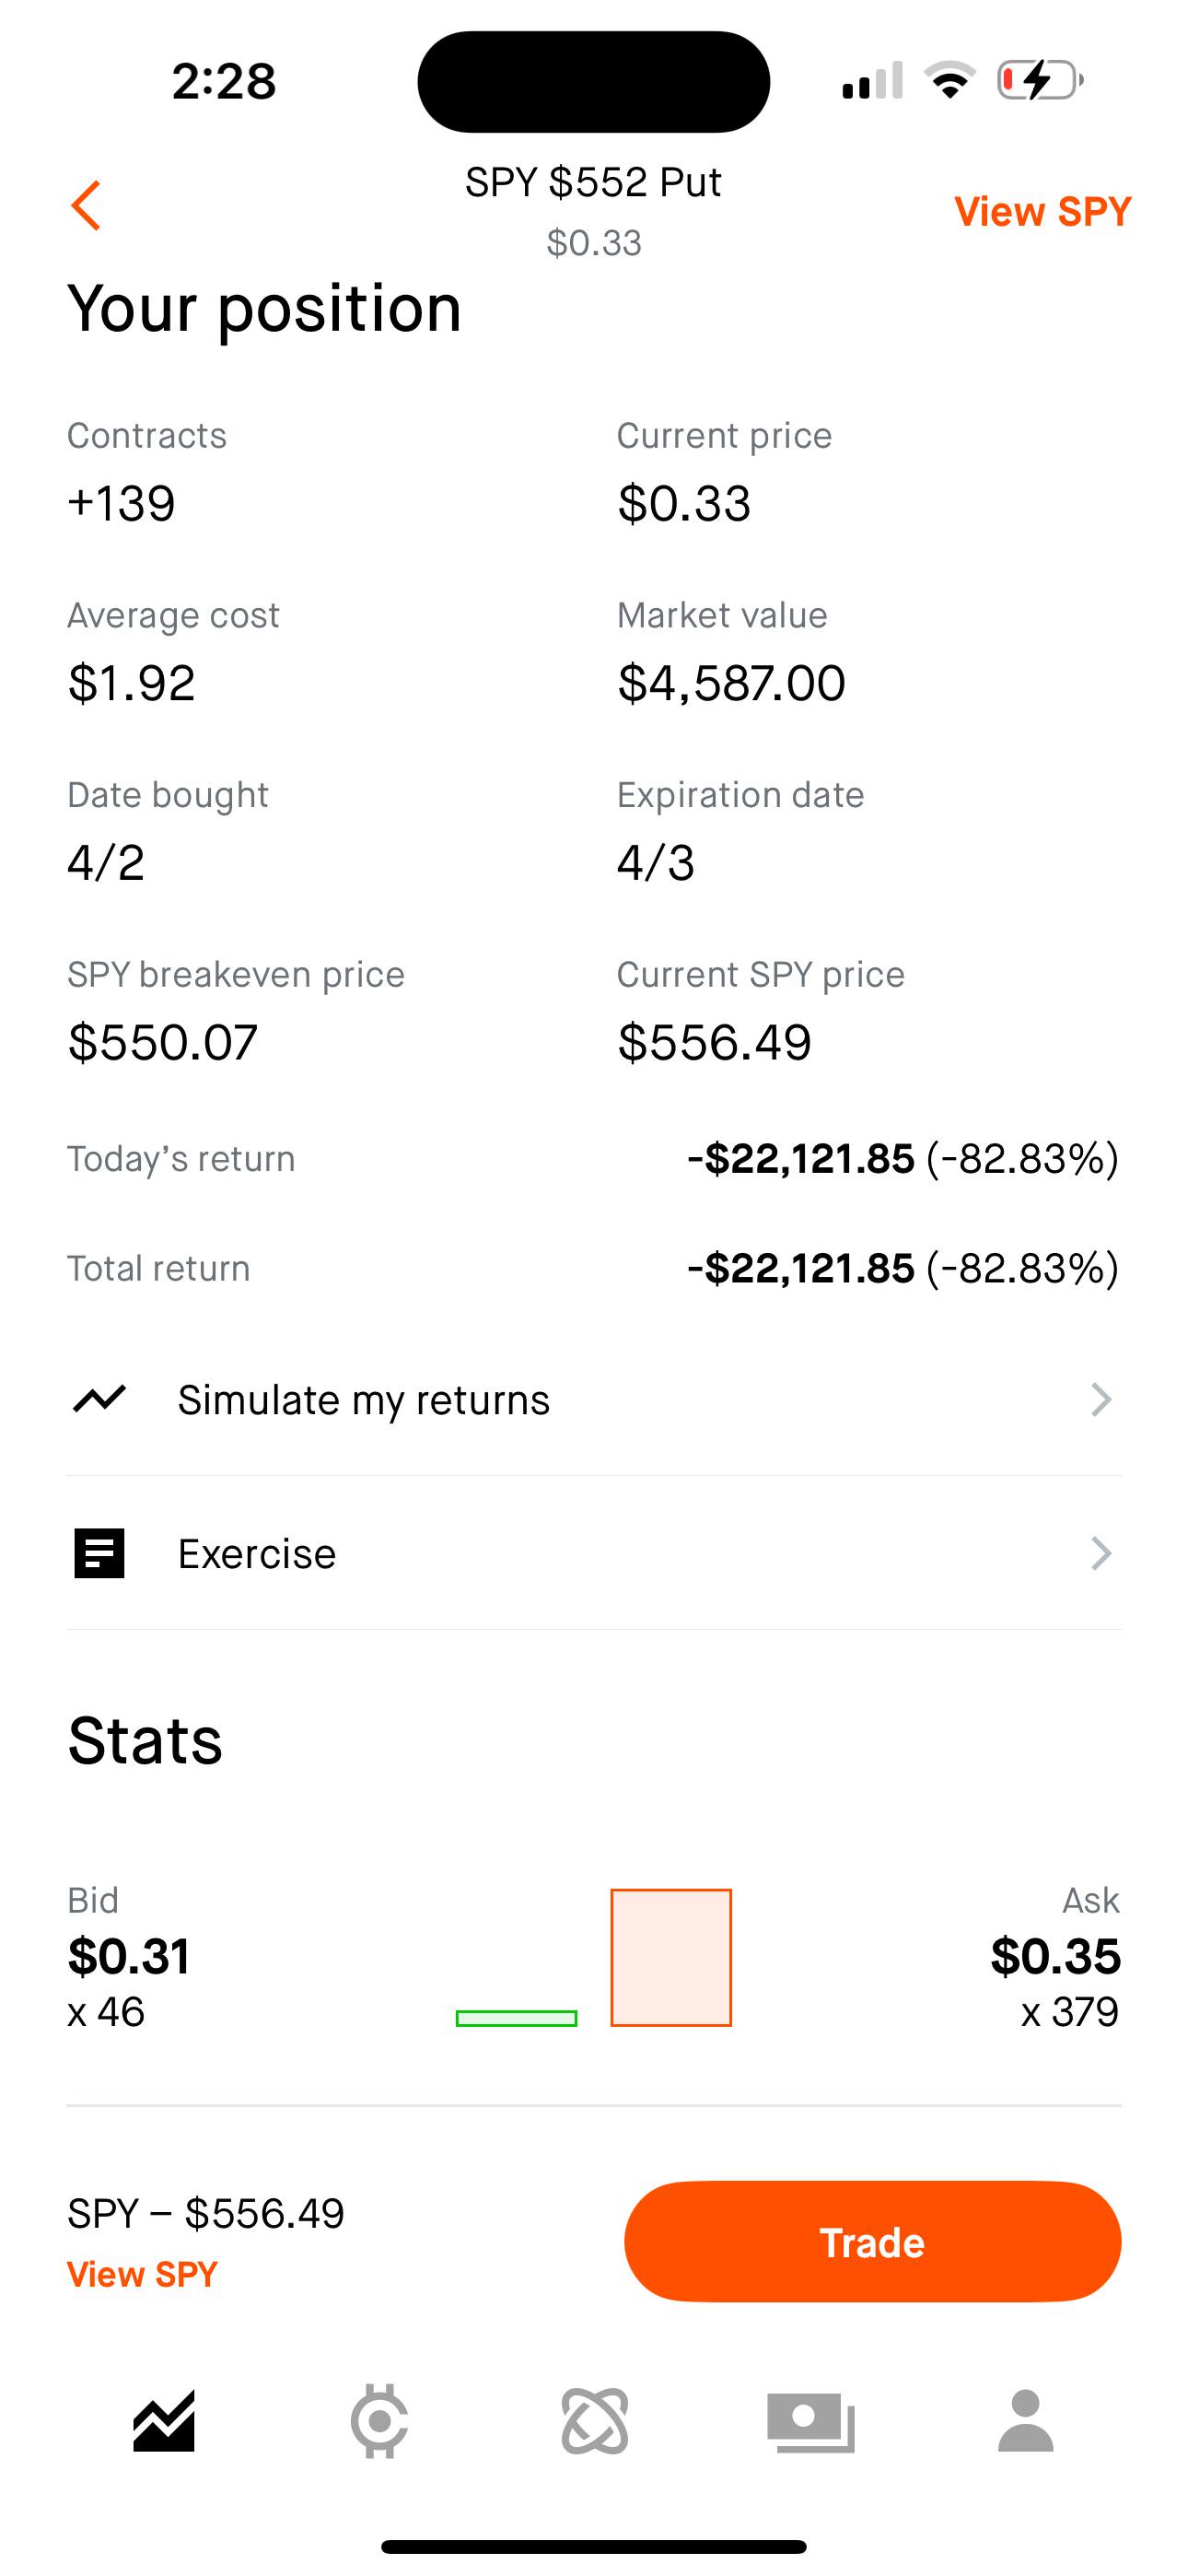 2:28
SPY $552 Put
$0.33
View SPY
Your position
Contracts
Current price
+139
$0.33
Average cost
Market value
$1.92
$4,587.00
Date bought
Expiration date
4/2
4/3
SPY breakeven price
Current SPY price
$550.07
$556.49
Today’s return
-$22,121.85 (-82.83%)
Total return
-$22,121.85 (-82.83%)
Simulate my returns
Exercise
Stats
Bid
Ask
$0.31
$0.35
x 46
x 379
SPY – $556.49
View SPY
Trade